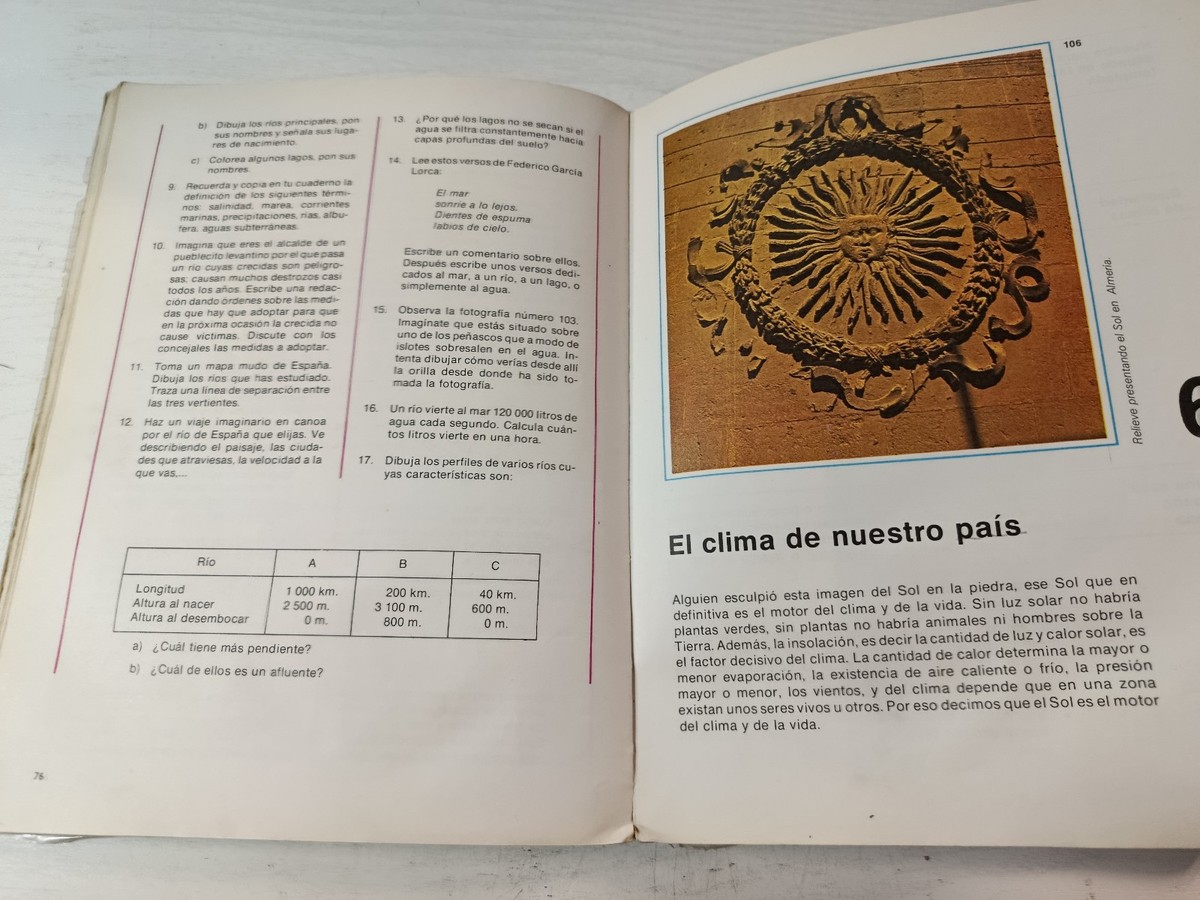 b) Dibuja los ríos principales, pon
sus nombres y señala sus luga-
res de nacimiento.
c) Colorea algunos lagos, pon sus
nombres.
9. Recuerda y copia en tu cuaderno la
definición de los siguientes térmi-
nos: salinidad, marea, corrientes
marinas, precipitaciones, rías, albu-
fera, aguas subterráneas.
10. Imagina que eres el alcalde de un
pueblecito levantino por el que pasa
un río cuyas crecidas son peligro-
sas; causan muchos destrozos casi
todos los años. Escribe una redac-
ción dando órdenes sobre las medi-
das que hay que adoptar para que
en la próxima ocasión la crecida no
cause víctimas. Discute con los
concejales las medidas a adoptar.
11. Toma un mapa mudo de España.
Dibuja los ríos que has estudiado.
Traza una línea de separación entre
las tres vertientes.
12. Haz un viaje imaginario en canoa
por el río de España que elijas. Ve
describiendo el paisaje, las ciuda-
des que atraviesas, la velocidad a la
que vas,...
13. ¿Por qué los lagos no se secan si el
agua se filtra constantemente hacia
capas profundas del suelo?
14. Lee estos versos de Federico García
Lorca:
El mar
sonríe a lo lejos.
Dientes de espuma
labios de cielo.
Escribe un comentario sobre ellos.
Después escribe unos versos dedi-
cados al mar, a un río, a un lago, o
simplemente al agua.
15. Observa la fotografía número 103.
Imagínate que estás situado sobre
uno de los peñascos que a modo de
islotes sobresalen en el agua. In-
tenta dibujar cómo verías desde allí
la orilla desde donde ha sido to-
mada la fotografía.
16. Un río vierte al mar 120 000 litros de
agua cada segundo. Calcula cuán-
tos litros vierte en una hora.
17. Dibuja los perfiles de varios ríos cu-
yas características son:
Río A B C
Longitud 1 000 km. 200 km. 40 km.
Altura al nacer 2 500 m. 3 100 m. 600 m.
Altura al desembocar 0 m. 800 m. 0 m.
a) ¿Cuál tiene más pendiente?
b) ¿Cuál de ellos es un afluente?
76
106
Relieve presentando el Sol en Almería.
6
El clima de nuestro país
Alguien esculpió esta imagen del Sol en la piedra, ese Sol que en
definitiva es el motor del clima y de la vida. Sin luz solar no habría
plantas verdes, sin plantas no habría animales ni hombres sobre la
Tierra. Además, la insolación, es decir la cantidad de luz y calor solar, es
el factor decisivo del clima. La cantidad de calor determina la mayor o
menor evaporación, la existencia de aire caliente o frío, la presión
mayor o menor, los vientos, y del clima depende que en una zona
existan unos seres vivos u otros. Por eso decimos que el Sol es el motor
del clima y de la vida.